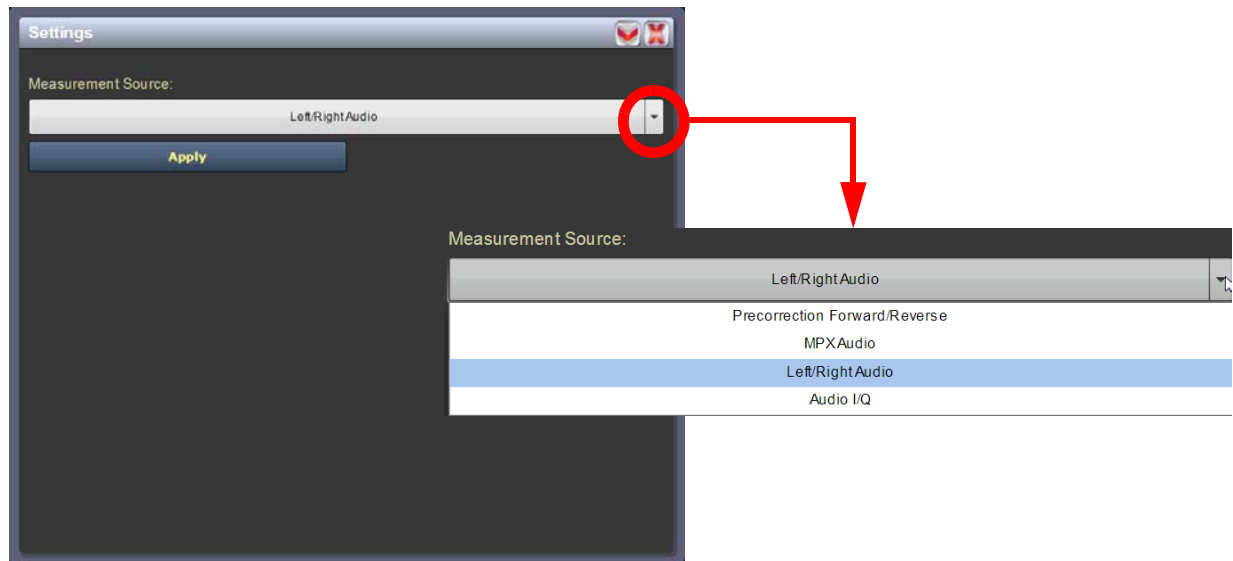 Settings
Measurement Source:
Left/Right Audio
Apply
Measurement Source:
Left/Right Audio
Precorrection Forward/Reverse
MPX Audio
Left/Right Audio
Audio I/Q